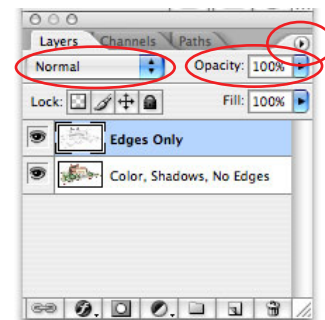 Layers Channels Paths
Normal Opacity: 100%
Lock: Fill: 100%
Edges Only
Color, Shadows, No Edges